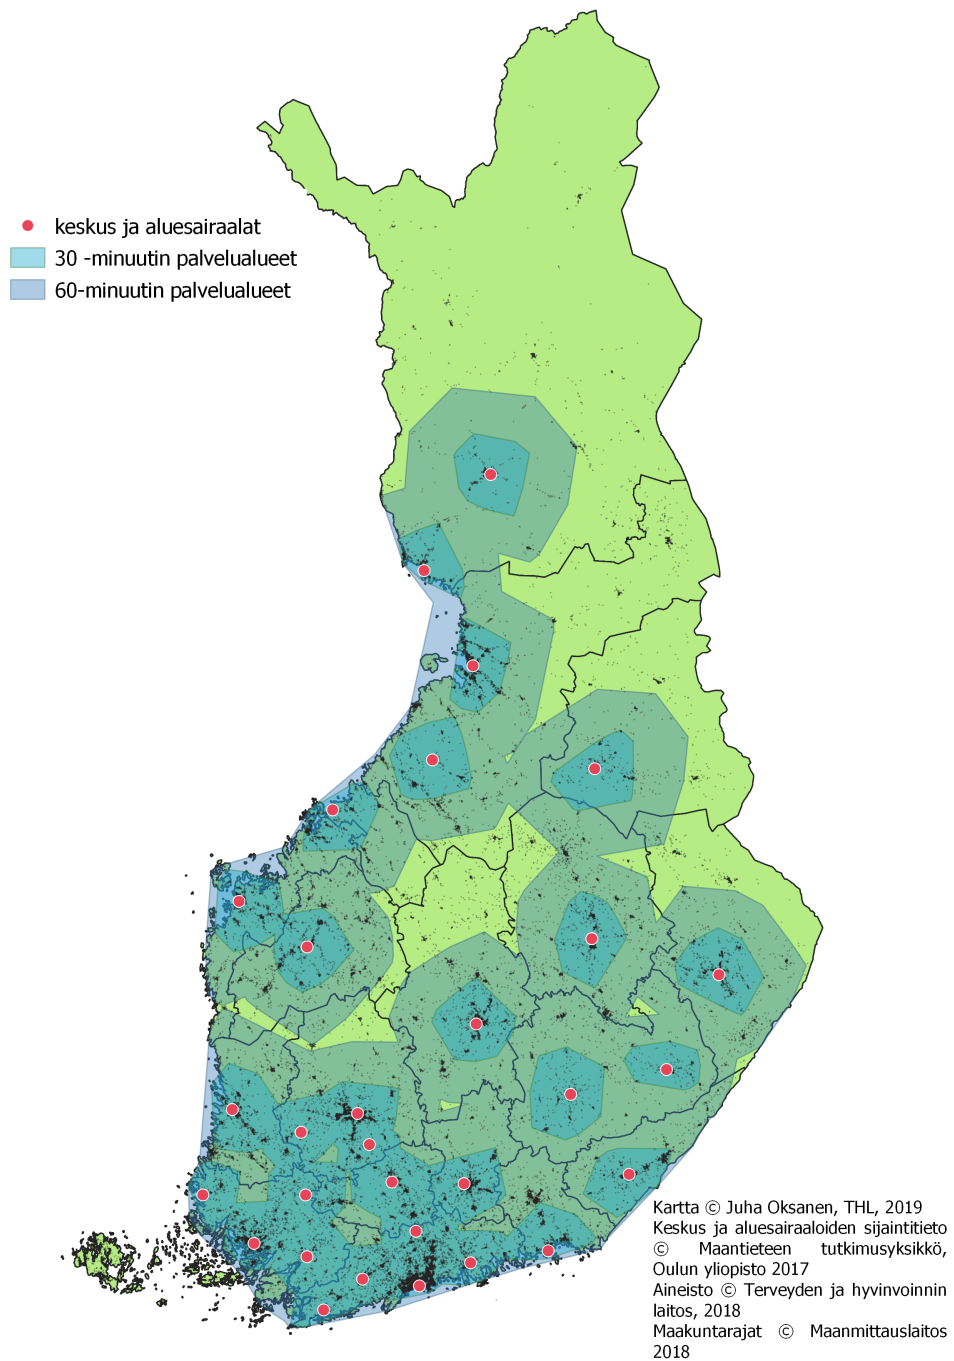 keskus ja aluesairaalat
30 -minuutin palvelualueet
60-minuutin palvelualueet
Kartta © Juha Oksanen, THL, 2019
Keskus ja aluesairaaloiden sijaintitieto
© Maantieteen tutkimusyksikkö,
Oulun yliopisto 2017
Aineisto © Terveyden ja hyvinvoinnin
laitos, 2018
Maakuntarajat © Maanmittauslaitos
2018